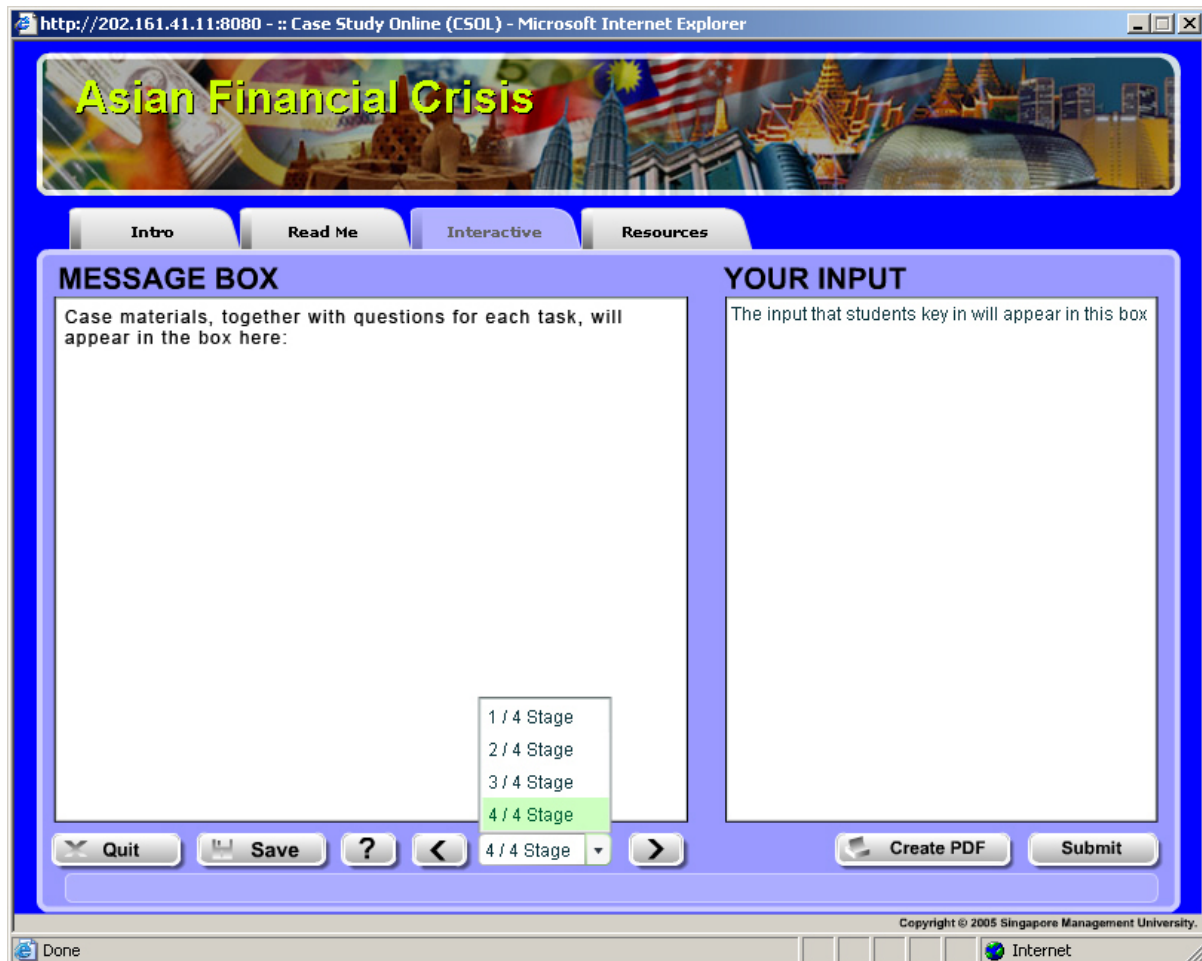 http://202.161.41.11:8080 - :: Case Study Online (CSOL) - Microsoft Internet Explorer
Asian Financial Crisis
Intro
Read Me
Interactive
Resources
MESSAGE BOX
Case materials, together with questions for each task, will
appear in the box here:
YOUR INPUT
The input that students key in will appear in this box
1 / 4 Stage
2 / 4 Stage
3 / 4 Stage
4 / 4 Stage
Quit
Save
?
<
4 / 4 Stage
>
Create PDF
Submit
Copyright © 2005 Singapore Management University.
Done
Internet